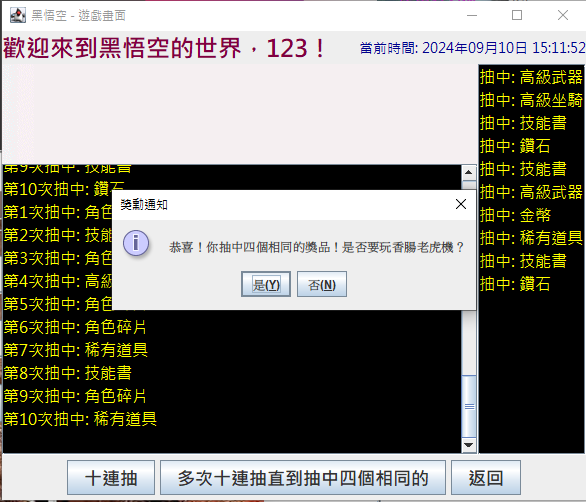 黑悟空 - 遊戲畫面
歡迎來到黑悟空的世界，123！
當前時間: 2024年09月10日 15:11:52
第9次抽中: 技能書
第10次抽中: 鑽石
第1次抽中: 角色
第2次抽中: 技能
第3次抽中: 角色
第4次抽中: 高級
第5次抽中: 角色
第6次抽中: 角色碎片
第7次抽中: 稀有道具
第8次抽中: 技能書
第9次抽中: 角色碎片
第10次抽中: 稀有道具
獎勳通知
恭喜！你抽中四個相同的獎品！是否要玩香腸老虎機？
是(Y)
否(N)
抽中: 高級武器
抽中: 高級坐騎
抽中: 技能書
抽中: 鑽石
抽中: 技能書
抽中: 高級武器
抽中: 金幣
抽中: 稀有道具
抽中: 技能書
抽中: 鑽石
十連抽
多次十連抽直到抽中四個相同的
返回